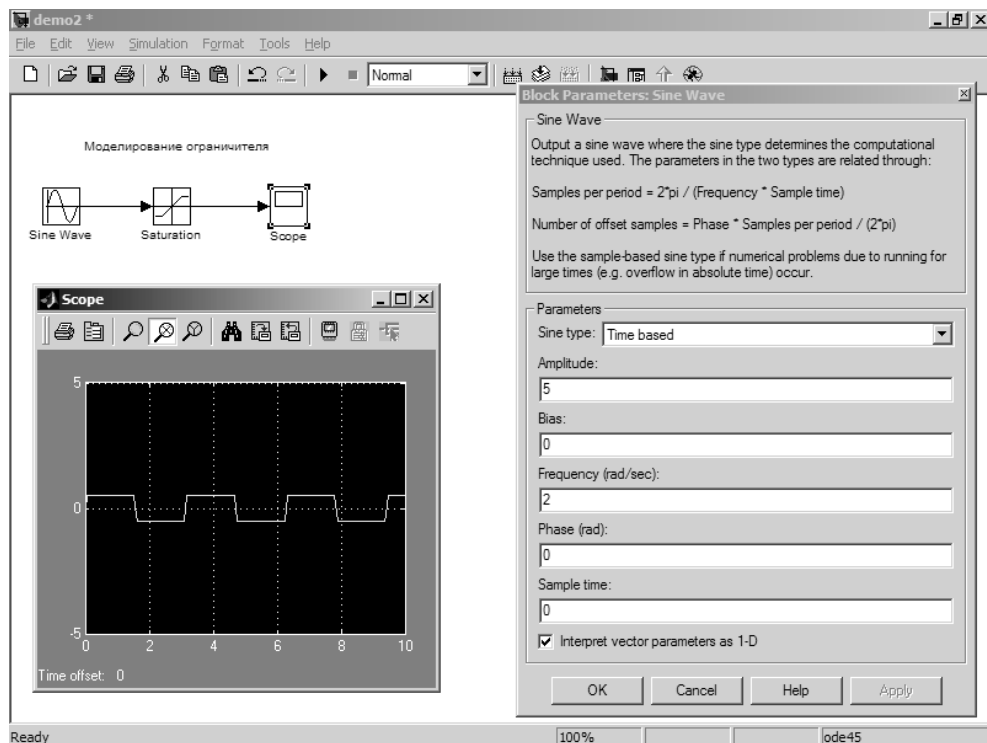 demo2 *
File Edit View Simulation Format Tools Help
Normal
Моделирование ограничителя
Sine Wave
Saturation
Scope
Scope
5
0
-5
0 2 4 6 8 10
Time offset: 0
Block Parameters: Sine Wave
Sine Wave
Output a sine wave where the sine type determines the computational
technique used. The parameters in the two types are related through:
Samples per period = 2*pi / (Frequency * Sample time)
Number of offset samples = Phase * Samples per period / (2*pi)
Use the sample-based sine type if numerical problems due to running for
large times (e.g. overflow in absolute time) occur.
Parameters
Sine type: Time based
Amplitude:
5
Bias:
0
Frequency (rad/sec):
2
Phase (rad):
0
Sample time:
0
Interpret vector parameters as 1-D
OK Cancel Help Apply
Ready 100% ode45